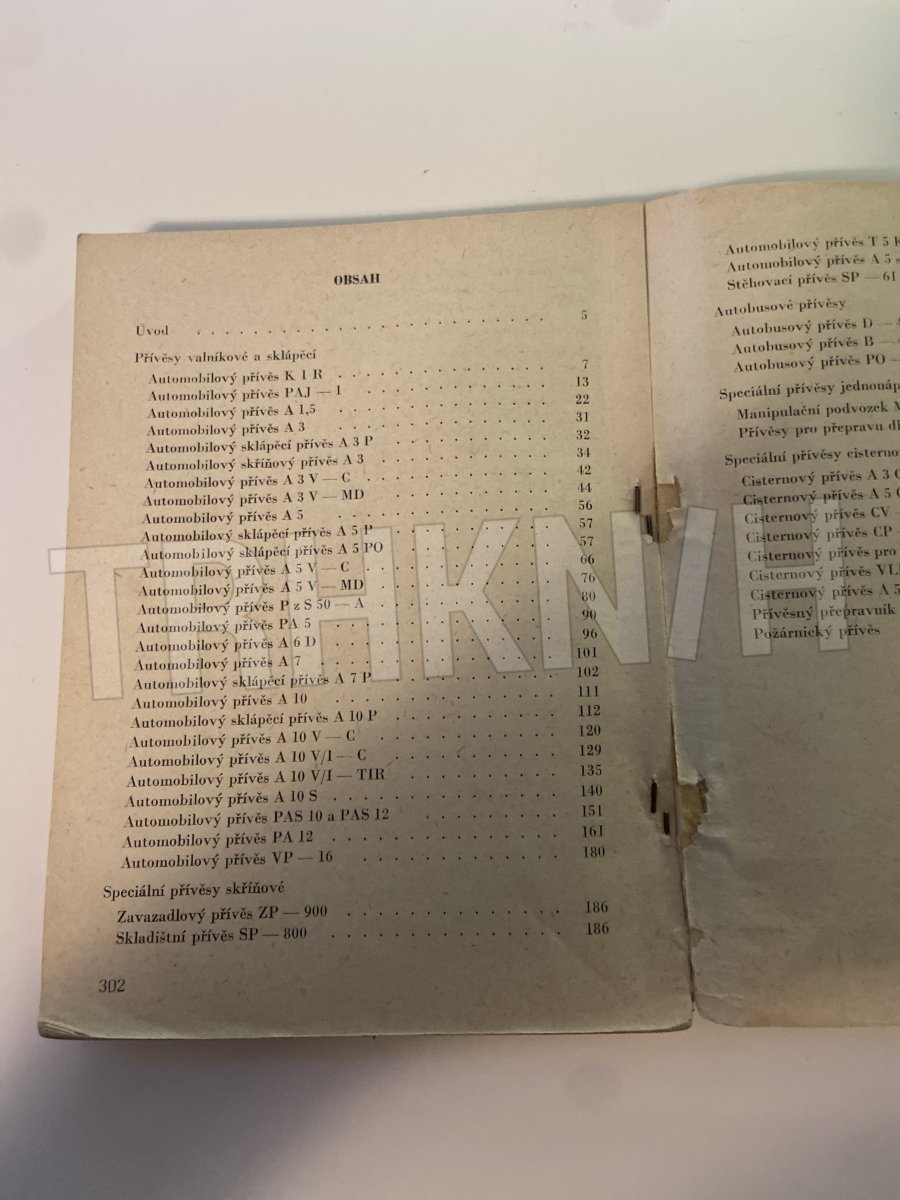 OBSAH
Úvod . . . . . . . . . . . . . . . . . . . . . 5
Přívěsy valníkové a sklápěcí
Automobilový přívěs K 1 R . . . . . . . . . . . . 7
Automobilový přívěs PAJ — 1 . . . . . . . . . . . . 13
Automobilový přívěs A 1,5 . . . . . . . . . . . . 22
Automobilový přívěs A 3 . . . . . . . . . . . . 31
Automobilový sklápěcí přívěs A 3 P . . . . . . . . . 32
Automobilový skříňový přívěs A 3 . . . . . . . . . 34
Automobilový přívěs A 3 V — C . . . . . . . . . . 42
Automobilový přívěs A 3 V — MD . . . . . . . . . . 44
Automobilový přívěs A 5 . . . . . . . . . . . . 56
Automobilový sklápěcí přívěs A 5 P . . . . . . . . . 57
Automobilový sklápěcí přívěs A 5 PO . . . . . . . . . 57
Automobilový přívěs A 5 V — C . . . . . . . . . . 66
Automobilový přívěs A 5 V — MD . . . . . . . . . . 76
Automobilový přívěs P z S 50 — A . . . . . . . . . . 80
Automobilový přívěs PA 5 . . . . . . . . . . . . 90
Automobilový přívěs A 6 D . . . . . . . . . . . . 96
Automobilový přívěs A 7 . . . . . . . . . . . . 101
Automobilový sklápěcí přívěs A 7 P . . . . . . . . . 102
Automobilový přívěs A 10 . . . . . . . . . . . . 111
Automobilový sklápěcí přívěs A 10 P . . . . . . . . . 112
Automobilový přívěs A 10 V — C . . . . . . . . . . 120
Automobilový přívěs A 10 V/I — C . . . . . . . . . . 129
Automobilový přívěs A 10 V/I — TIR . . . . . . . . . 135
Automobilový přívěs A 10 S . . . . . . . . . . . . 140
Automobilový přívěs PAS 10 a PAS 12 . . . . . . . . . 151
Automobilový přívěs PA 12 . . . . . . . . . . . . 161
Automobilový přívěs VP — 16 . . . . . . . . . . . 180
Speciální přívěsy skříňové
Zavazadlový přívěs ZP — 900 . . . . . . . . . . . . 186
Skladištní přívěs SP — 800 . . . . . . . . . . . . 186
302
Automobilový přívěs T 5
Automobilový přívěs A 5
Stěhovací přívěs SP — 61
Autobusové přívěsy
Autobusový přívěs D —
Autobusový přívěs B —
Autobusový přívěs PO —
Speciální přívěsy
Manipulační podvozek
Přívěsy pro přepravu
Speciální přívěsy
Cisternový přívěs A 3
Cisternový přívěs A 5
Cisternový přívěs CV
Cisternový přívěs CP
Cisternový přívěs pro
Cisternový přívěs
Cisternový přívěs A 5
Přívěsný přepravník
Požárnický přívěs